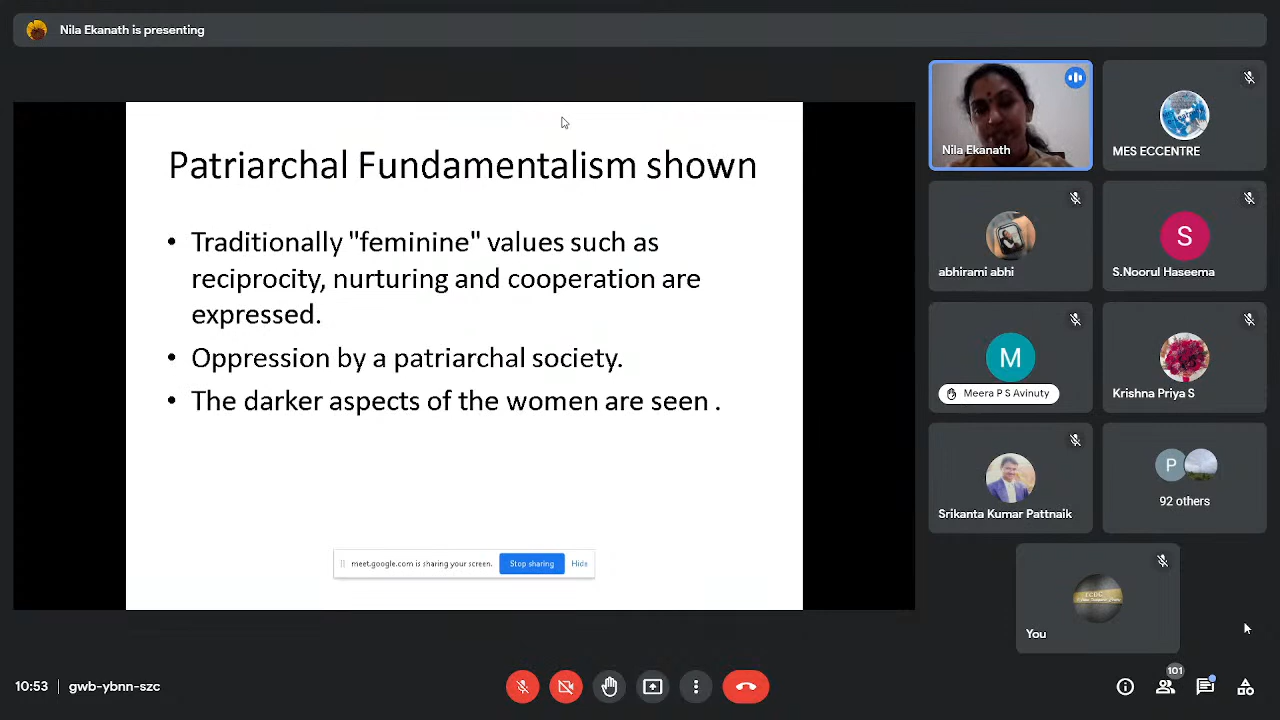 Nila Ekanath is presenting
Patriarchal Fundamentalism shown
• Traditionally "feminine" values such as
reciprocity, nurturing and cooperation are
expressed.
• Oppression by a patriarchal society.
• The darker aspects of the women are seen .
meet.google.com is sharing your screen.
Stop sharing
Hide
Nila Ekanath
MES ECCENTRE
abhirami abhi
S
S.Noorul Haseema
M
Meera P S Avinuty
Krishna Priya S
Srikanta Kumar Pattnaik
P
92 others
You
10:53 | gwb-ybnn-szc
101